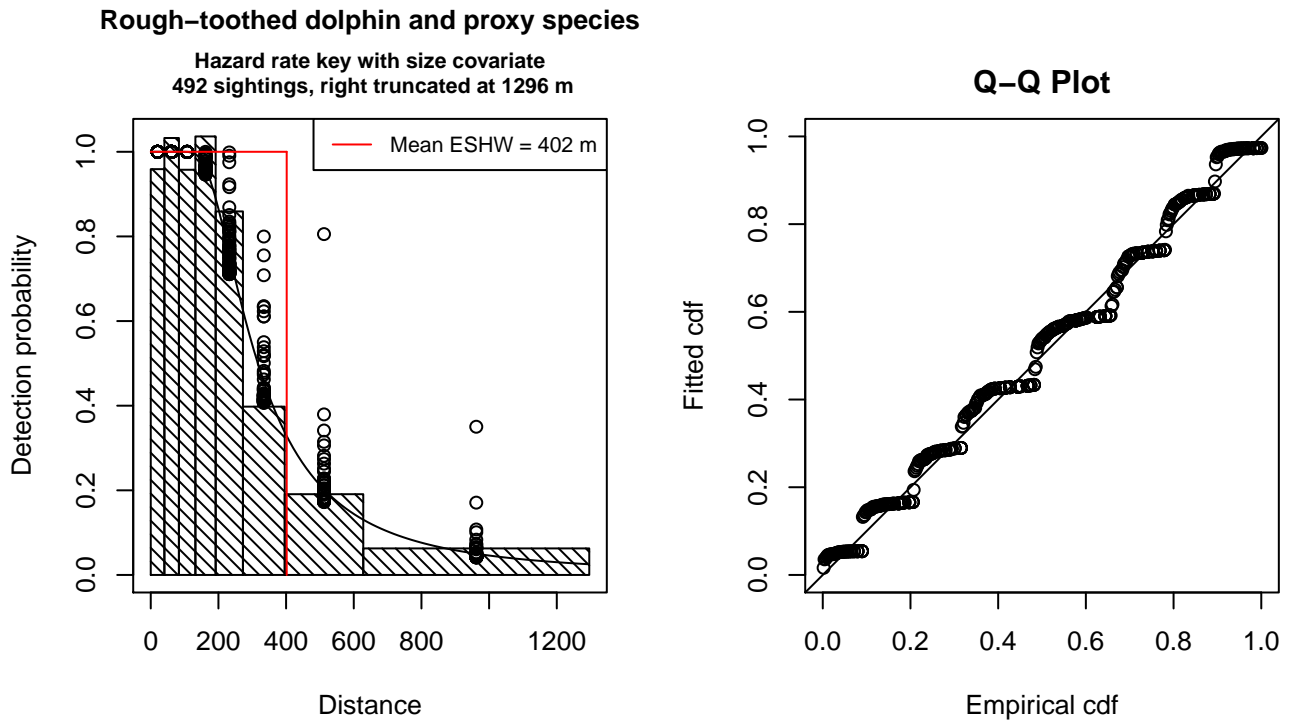 Rough−toothed dolphin and proxy species
Hazard rate key with size covariate
492 sightings, right truncated at 1296 m
Mean ESHW = 402 m
Detection probability
0.0 0.2 0.4 0.6 0.8 1.0
0 200 400 600 800 1200
Distance
Q−Q Plot
Fitted cdf
0.0 0.2 0.4 0.6 0.8 1.0
0.0 0.2 0.4 0.6 0.8 1.0
Empirical cdf